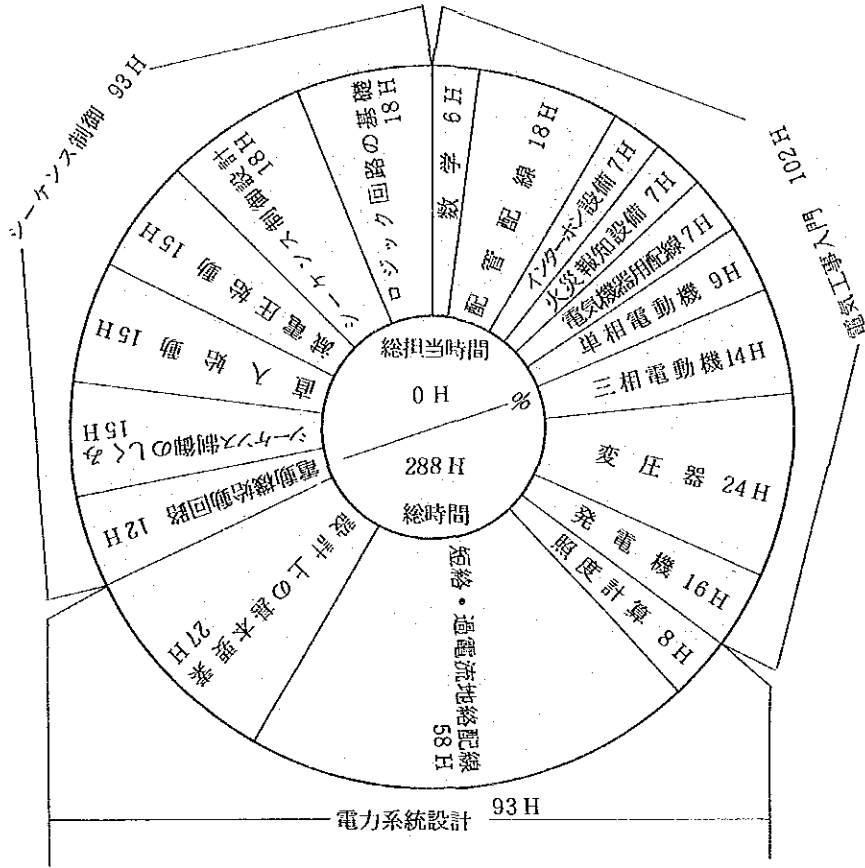 シーケンス制御 93H
電気工事入門 102H
電力系統設計 93H
数学 6H
配管配線 18H
インターホン設備 7H
火災報知設備 7H
電気機器用配線 7H
単相電動機 9H
三相電動機 14H
変圧器 24H
発電機 16H
照度計算 8H
短絡・過電流地絡配線
58H
設計上の基本要素
27H
電動機始動回路 12H
シーケンス制御のしくみ
15H
直入始動 15H
減電圧始動 15H
シーケンス制御設計
18H
ロジック回路の基礎
18H
総担当時間
0H
%
288H
総時間